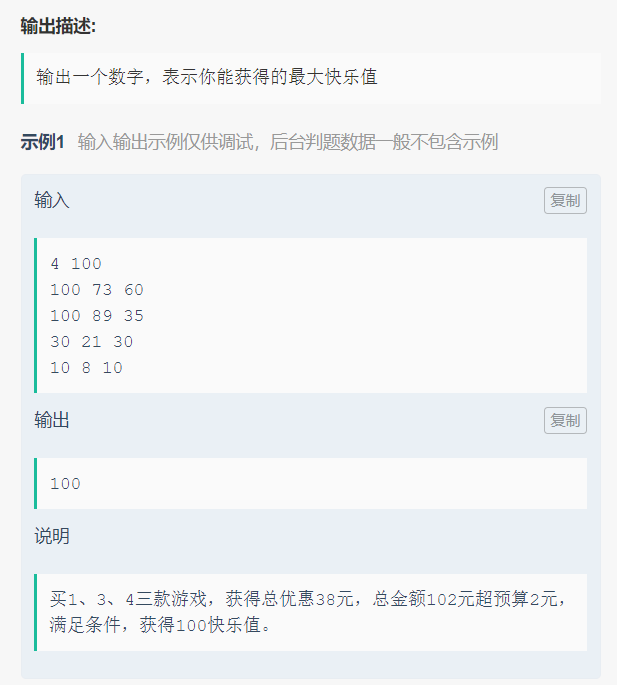 输出描述:
输出一个数字，表示你能获得的最大快乐值
示例1 输入输出示例仅供调试，后台判题数据一般不包含示例
输入
复制
4 100
100 73 60
100 89 35
30 21 30
10 8 10
输出
复制
100
说明
买1、3、4三款游戏，获得总优惠38元，总金额102元超预算2元，
满足条件，获得100快乐值。